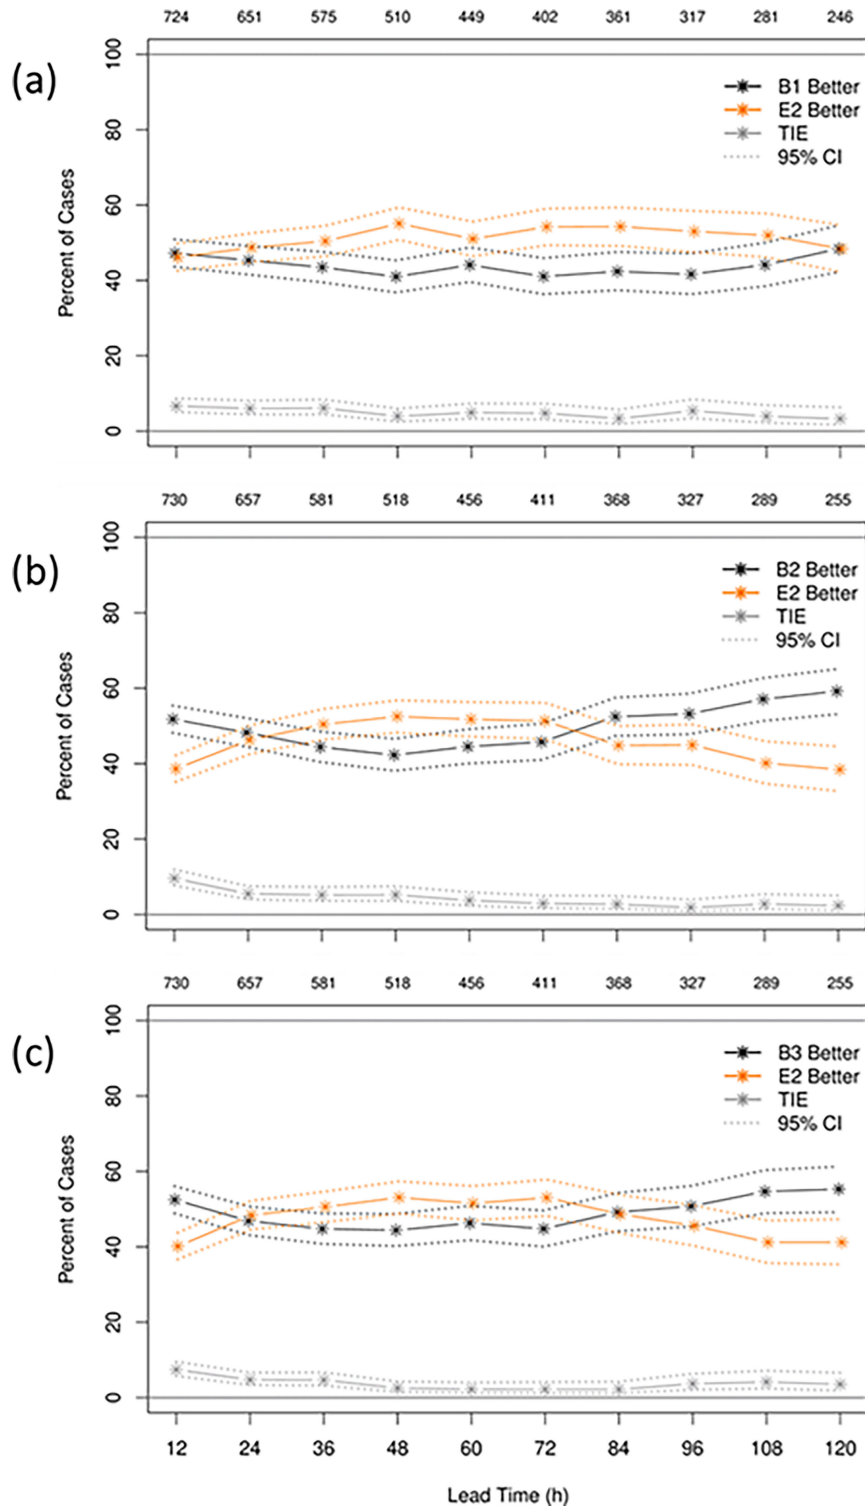 724 651 575 510 449 402 361 317 281 246
(a)
100
80
60
40
20
0
Percent of Cases
B1 Better
E2 Better
TIE
95% CI
730 657 581 518 456 411 368 327 289 255
(b)
100
80
60
40
20
0
Percent of Cases
B2 Better
E2 Better
TIE
95% CI
730 657 581 518 456 411 368 327 289 255
(c)
100
80
60
40
20
0
Percent of Cases
B3 Better
E2 Better
TIE
95% CI
12 24 36 48 60 72 84 96 108 120
Lead Time (h)